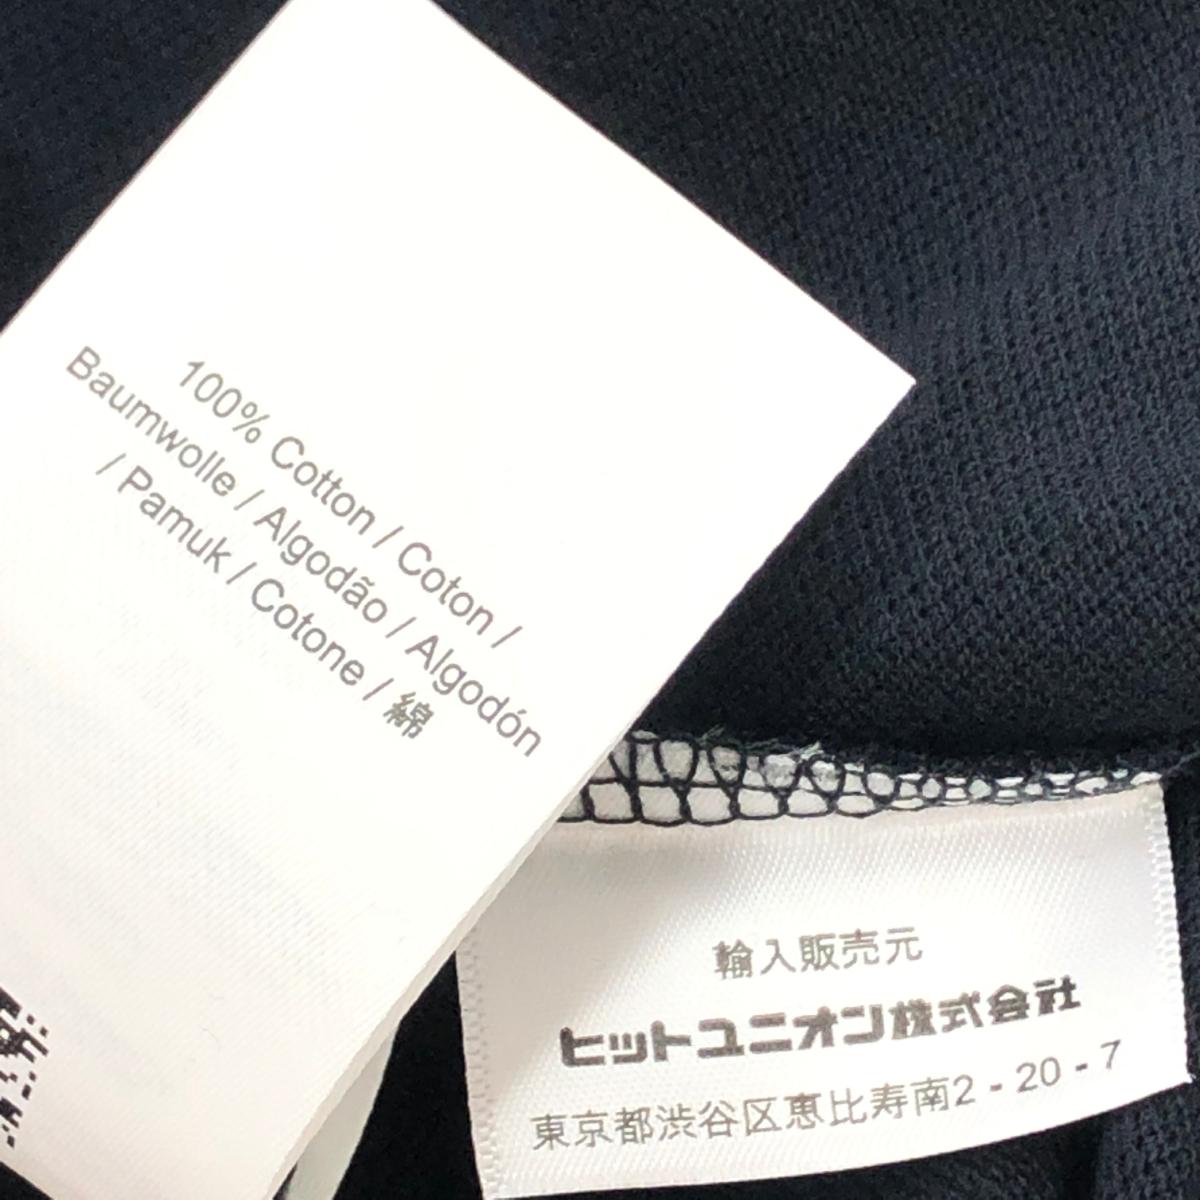 100% Cotton / Coton /
Baumwolle / Algodão / Algodón
/ Pamuk / Cotone / 綿
輸入販売元
ヒットユニオン株式会社
東京都渋谷区恵比寿南2-20-7